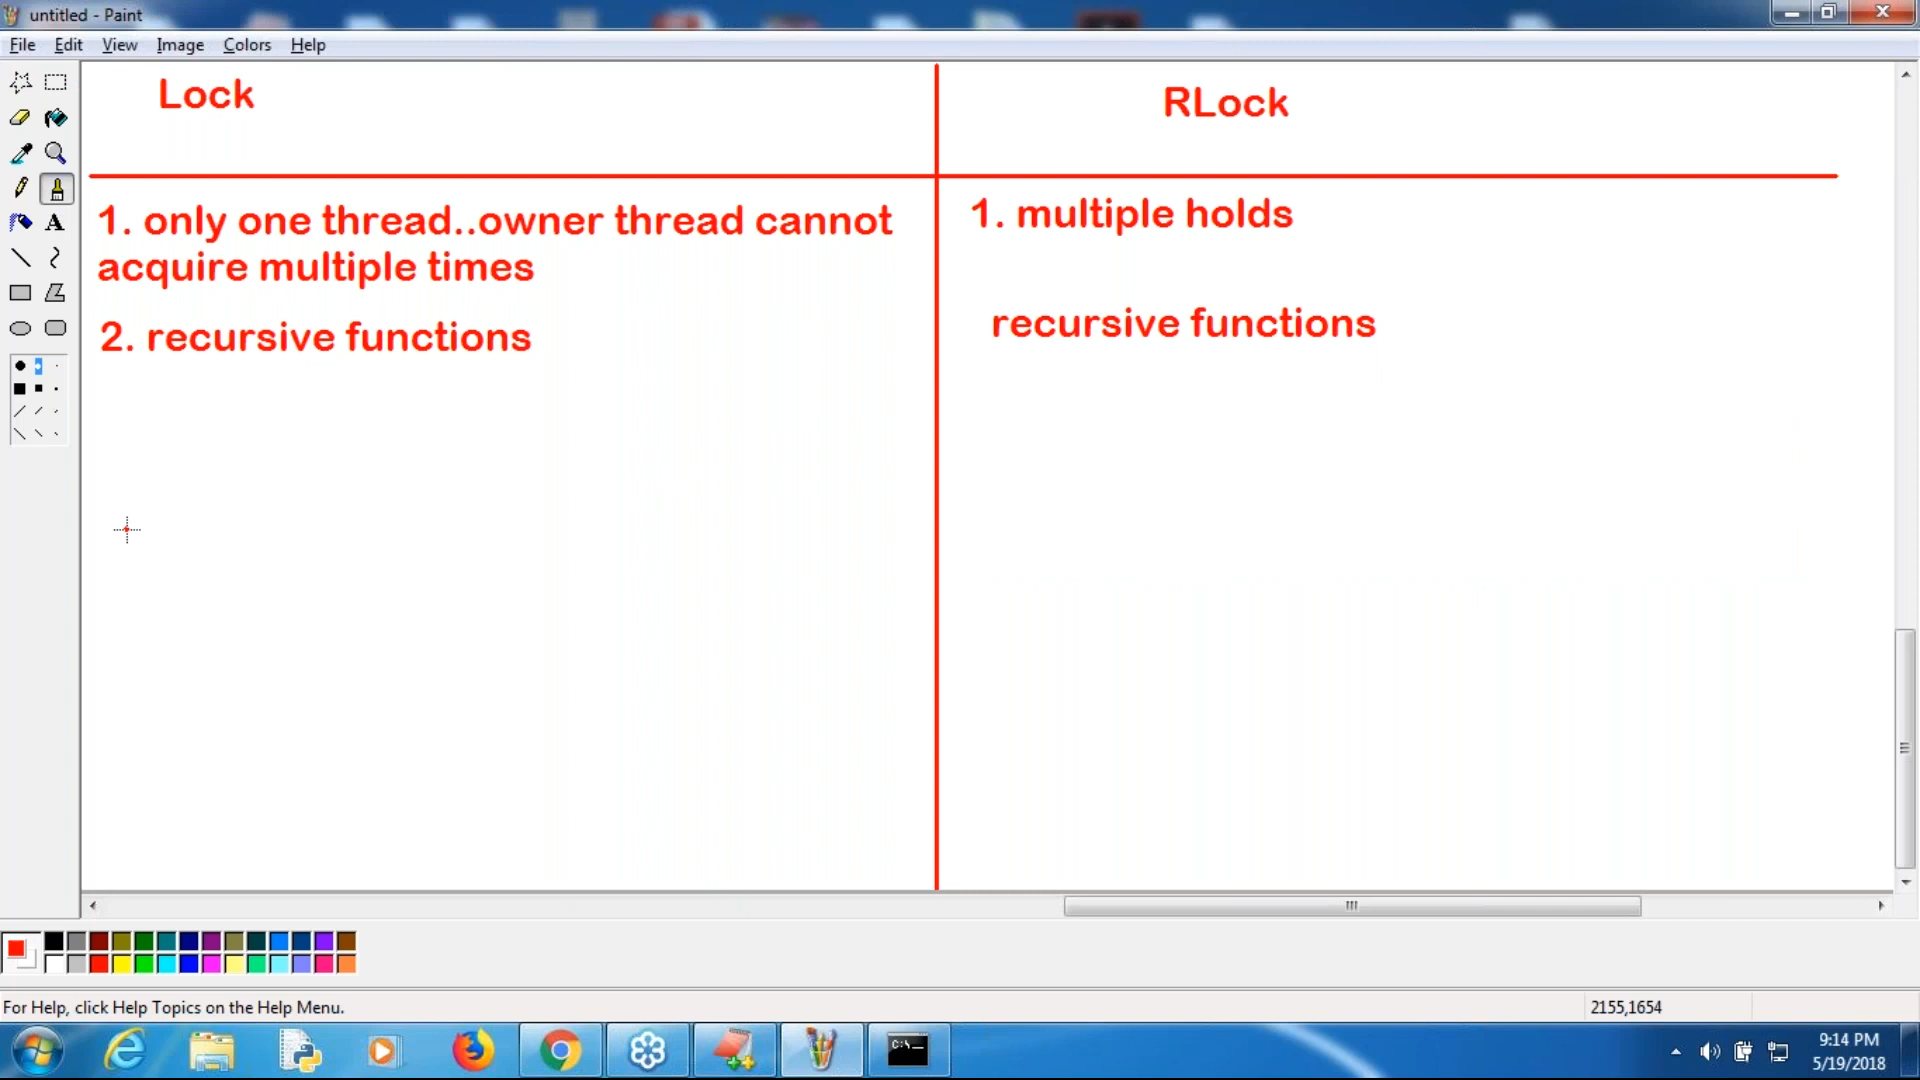 untitled - Paint
File Edit View Image Colors Help
Lock
RLock
1. only one thread..owner thread cannot
acquire multiple times
2. recursive functions
1. multiple holds
recursive functions
For Help, click Help Topics on the Help Menu.
2155,1654
C:\_
9:14 PM
5/19/2018